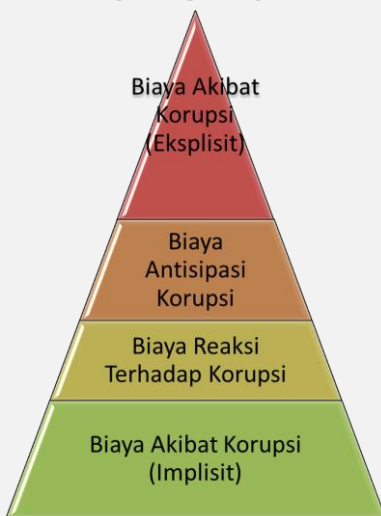 Biaya Akibat
Korupsi
(Eksplisit)
Biaya
Antisipasi
Korupsi
Biaya Reaksi
Terhadap Korupsi
Biaya Akibat Korupsi
(Implisit)